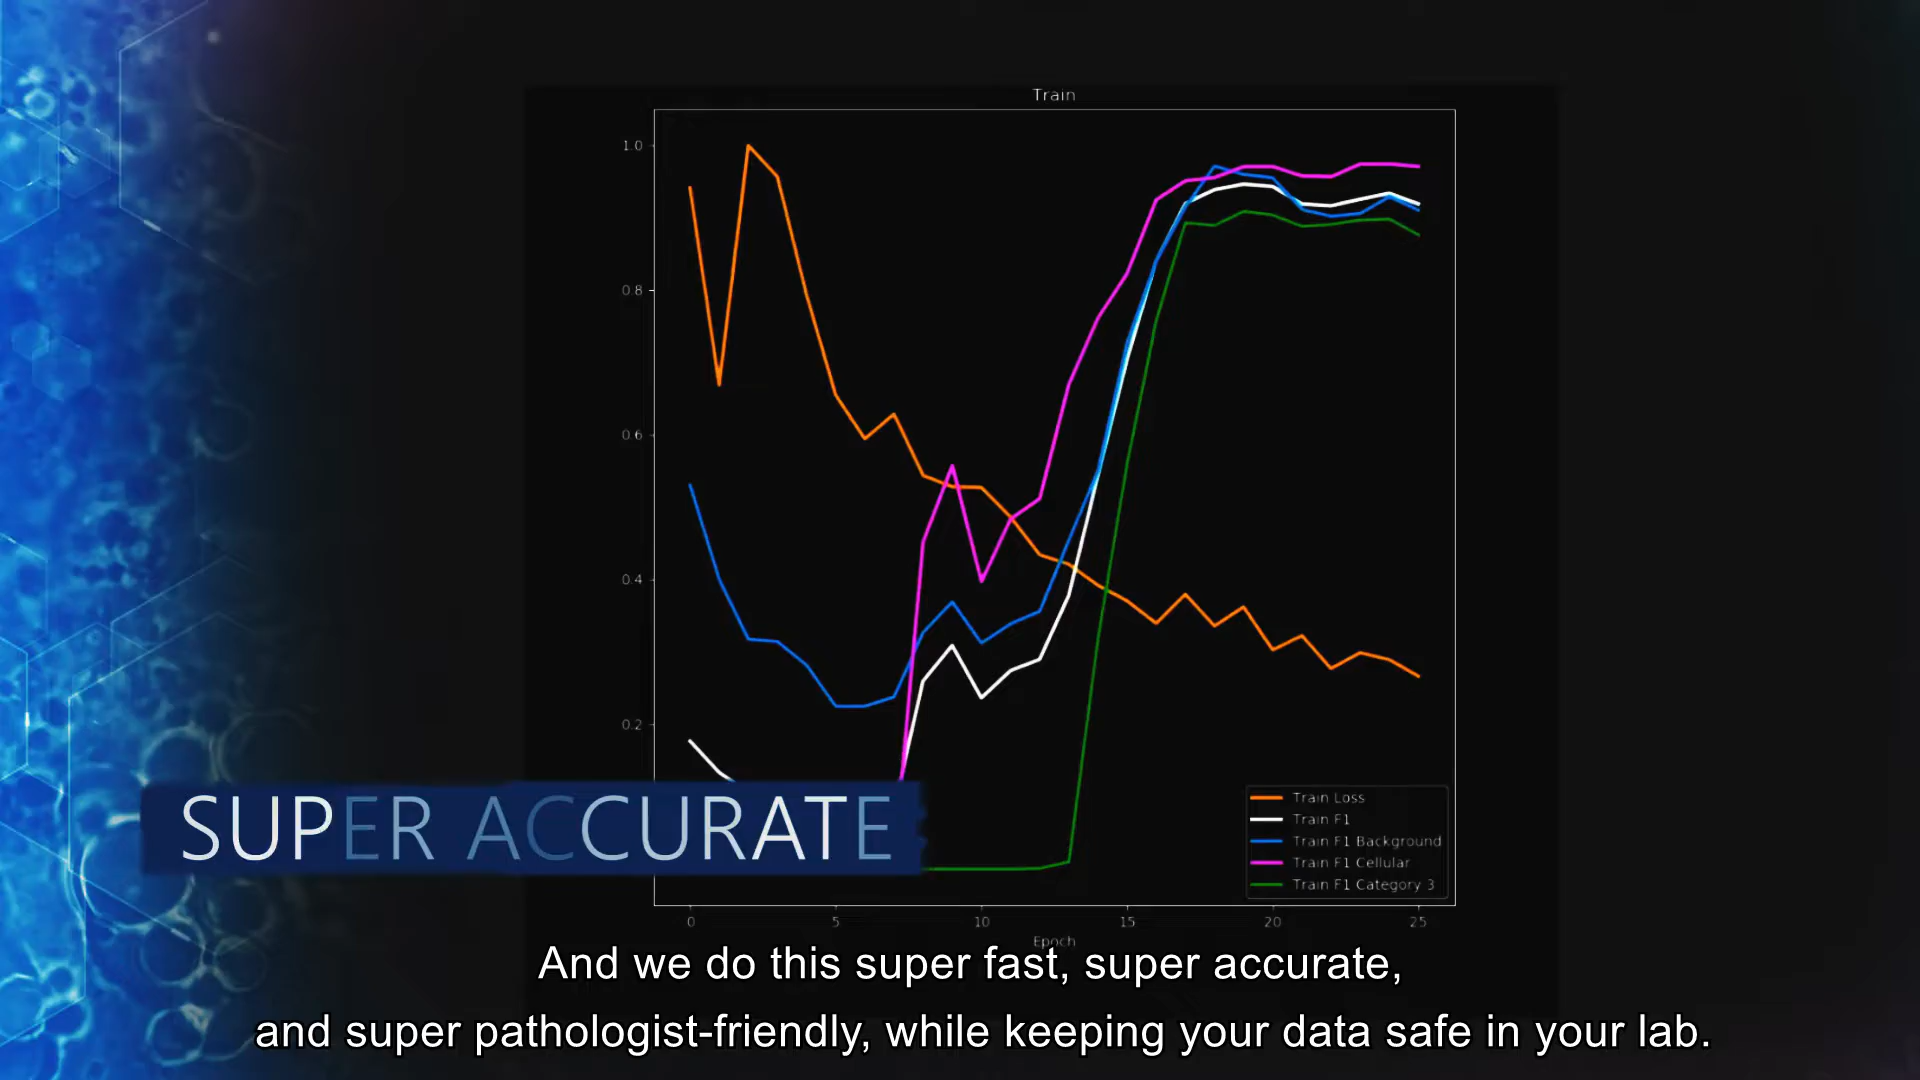 Train
1.0
0.8
0.6
0.4
0.2
SUPER ACCURATE
Train Loss
Train F1
Train F1 Background
Train F1 Cellular
Train F1 Category 3
0 5 10 15 20 25
Epoch
And we do this super fast, super accurate,
and super pathologist-friendly, while keeping your data safe in your lab.